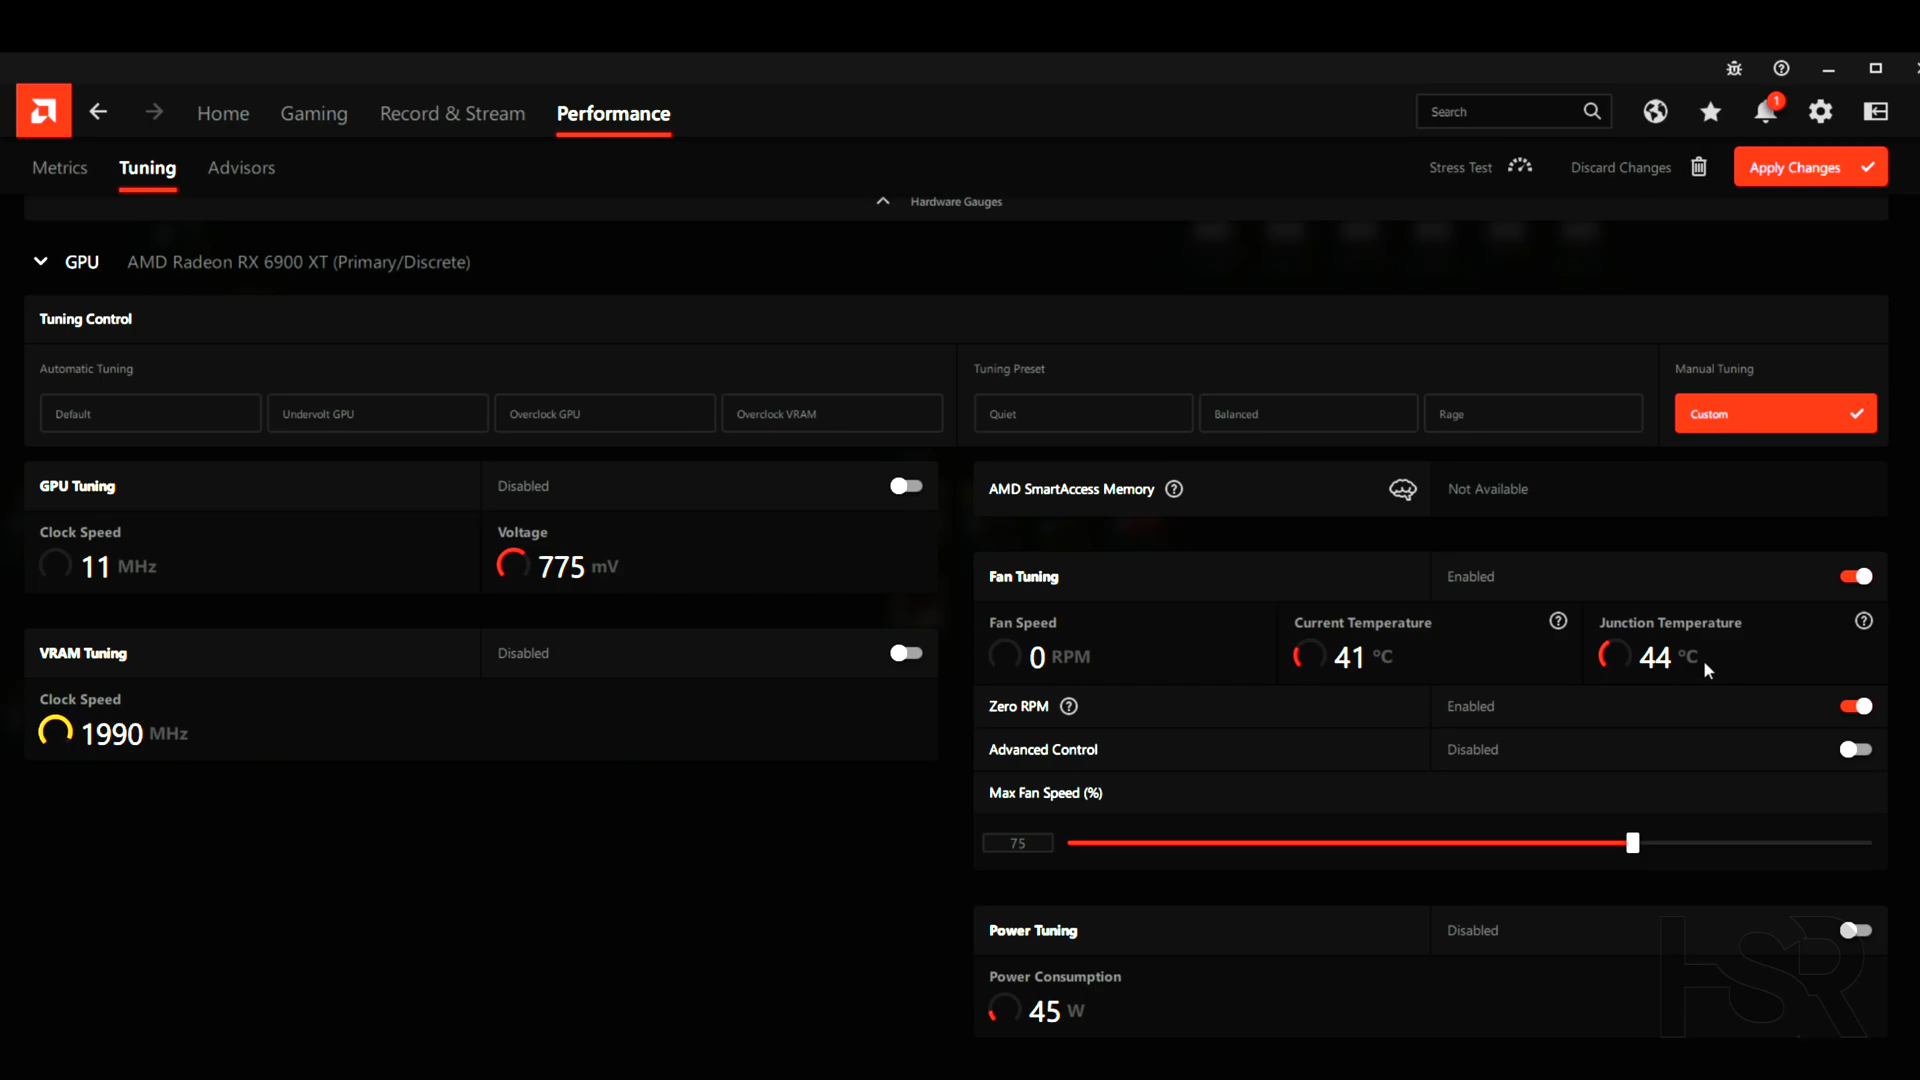 Home Gaming Record & Stream Performance
Search
1
Metrics Tuning Advisors
Stress Test Discard Changes Apply Changes
Hardware Gauges
GPU AMD Radeon RX 6900 XT (Primary/Discrete)
Tuning Control
Automatic Tuning
Default Undervolt GPU Overclock GPU Overclock VRAM
Tuning Preset
Quiet Balanced Rage
Manual Tuning
Custom
GPU Tuning Disabled
Clock Speed
11 MHz
Voltage
775 mV
VRAM Tuning Disabled
Clock Speed
1990 MHz
AMD SmartAccess Memory Not Available
Fan Tuning Enabled
Fan Speed
0 RPM
Current Temperature
41 °C
Junction Temperature
44 °C
Zero RPM Enabled
Advanced Control Disabled
Max Fan Speed (%)
75
Power Tuning Disabled
Power Consumption
45 W
HSR